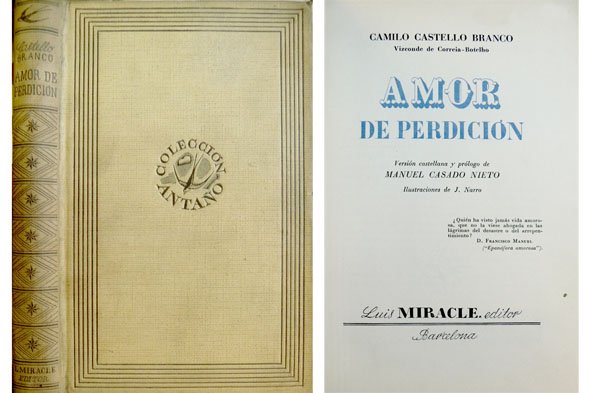 Castello
BRANCO
AMOR DE
PERDICIÓN
L. MIRACLE
EDITOR
COLECCIÓN
ANTAÑO
CAMILO CASTELLO BRANCO
Vizconde de Correia-Botelho
AMOR
DE PERDICIÓN
Versión castellana y prólogo de
MANUEL CASADO NIETO
Ilustraciones de J. Narro
¿Quién ha visto jamás vida amoro-
sa, que no la viese ahogada en las
lágrimas del desastre o del arrepen-
timiento?
D. FRANCISCO MANUEL
("Epanáfora amorosa").
Luis MIRACLE, editor
Barcelona